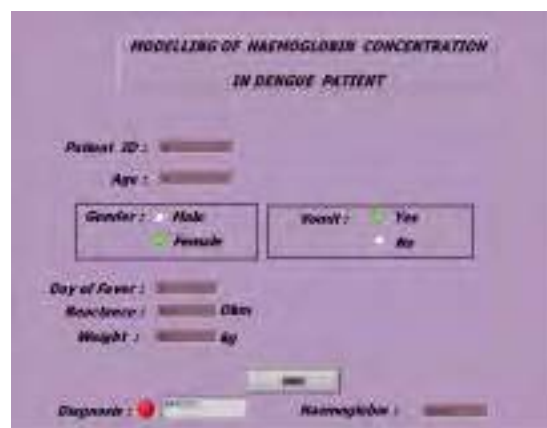 MODELLING OF HAEMOGLOBIN CONCENTRATION
IN DENGUE PATIENT
Patient ID :
Age :
Gender : Male
Female
Vomit : Yes
No
Day of Fever :
Reactance : Ohm
Weight : kg
Diagnosis :
Haemoglobin :